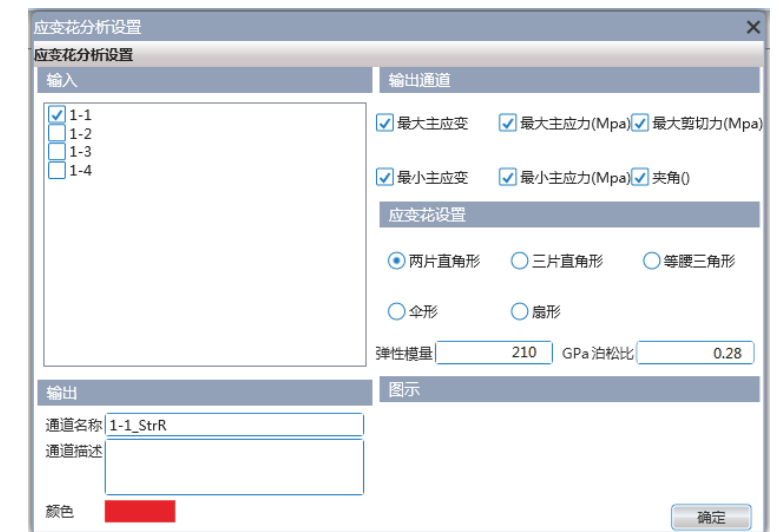 应变花分析设置
应变花分析设置
输入
1-1
1-2
1-3
1-4
输出通道
最大主应变 最大主应力(Mpa) 最大剪切力(Mpa)
最小主应变 最小主应力(Mpa) 夹角()
应变花设置
两片直角形 三片直角形 等腰三角形
伞形 扇形
弹性模量 210 GPa 泊松比 0.28
输出
通道名称 1-1_StrR
通道描述
颜色
图示
确定